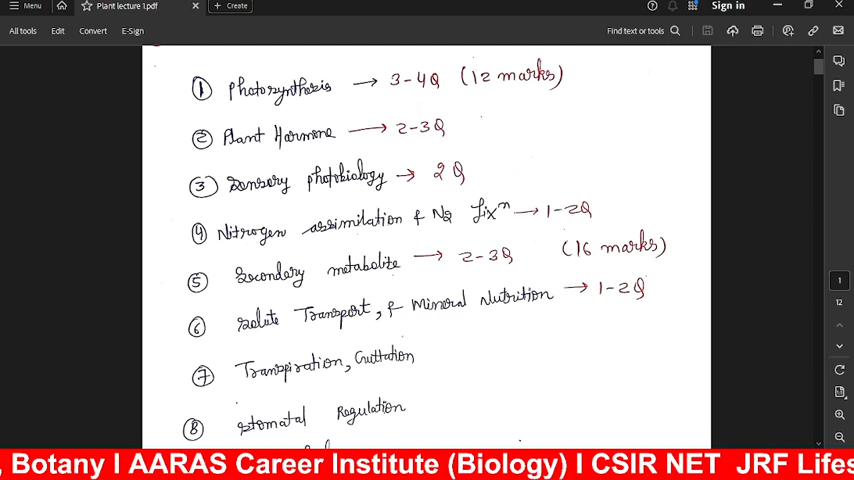 Menu Plant lecture 1.pdf × + Create Sign in
All tools Edit Convert E-Sign Find text or tools
① Photosynthesis → 3-4Q (12 marks)
② Plant Harmone → 2-3Q
③ Sensory photobiology → 2Q
④ Nitrogen assimilation & N2 fixⁿ → 1-2Q
⑤ Secondary metabolite → 2-3Q (16 marks)
⑥ Solute Transport, & Mineral Nutrition → 1-2Q
⑦ Transpiration, Guttation
⑧ Stomatal Regulation
1
12
, Botany I AARAS Career Institute (Biology) I CSIR NET JRF Lifes